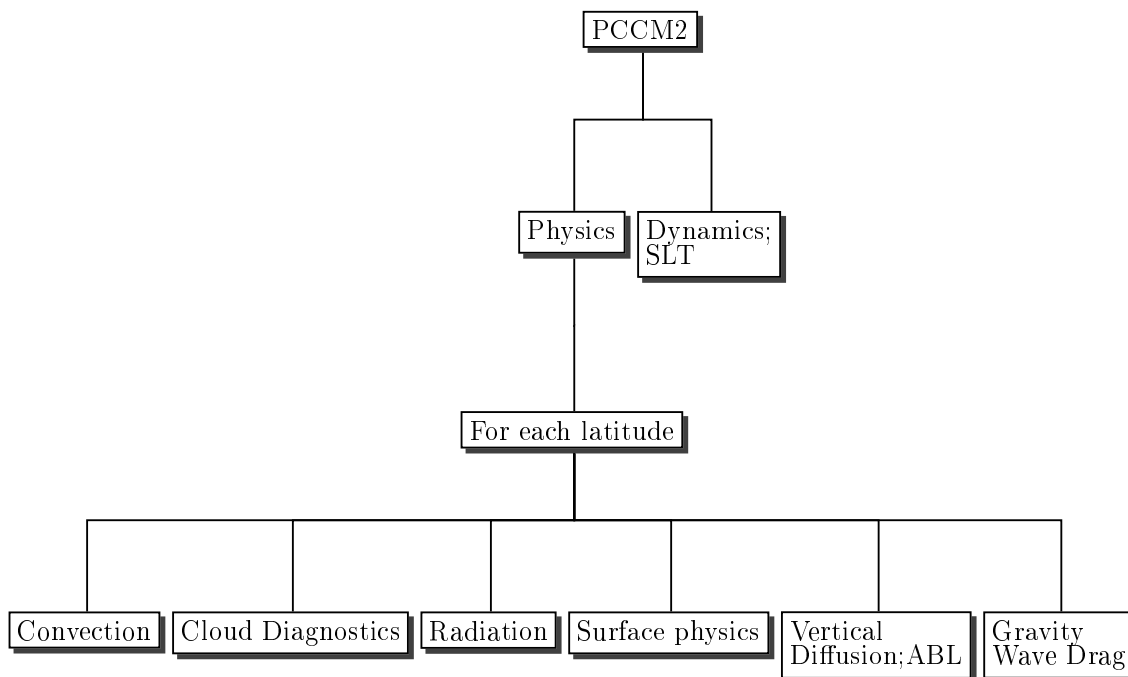 PCCM2
Physics
Dynamics;
SLT
For each latitude
Convection
Cloud Diagnostics
Radiation
Surface physics
Vertical
Diffusion;ABL
Gravity
Wave Drag